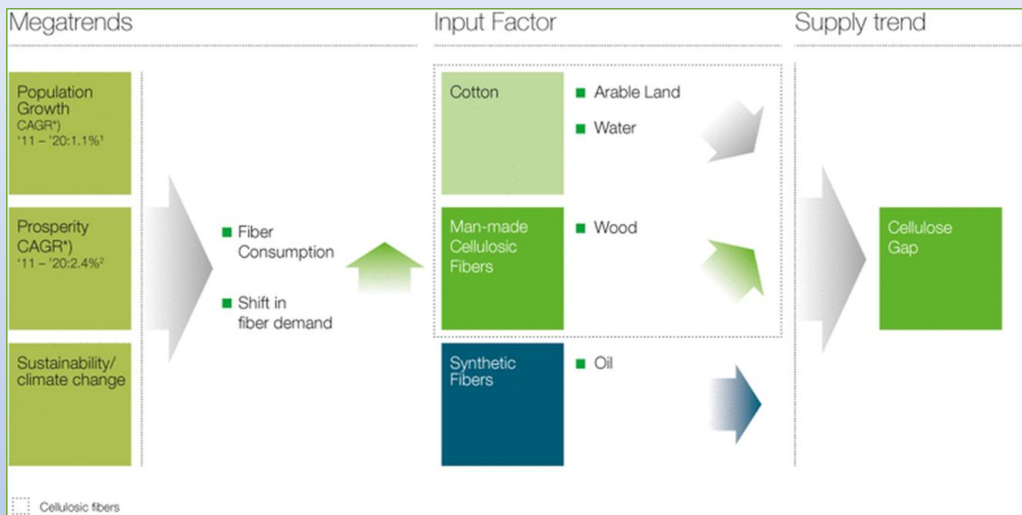 Megatrends
Input Factor
Supply trend
Population
Growth
CAGR*)
'11 – '20:1.1%¹
Prosperity
CAGR*)
'11 – '20:2.4%²
Sustainability/
climate change
Fiber
Consumption
Shift in
fiber demand
Cotton
Arable Land
Water
Man-made
Cellulosic
Fibers
Wood
Synthetic
Fibers
Oil
Cellulose
Gap
Cellulosic fibers